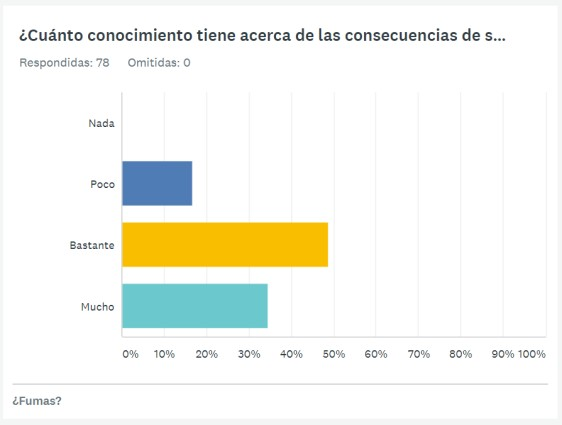 ¿Cuánto conocimiento tiene acerca de las consecuencias de s...
Respondidas: 78 Omitidas: 0
Nada
Poco
Bastante
Mucho
0% 10% 20% 30% 40% 50% 60% 70% 80% 90% 100%
¿Fumas?